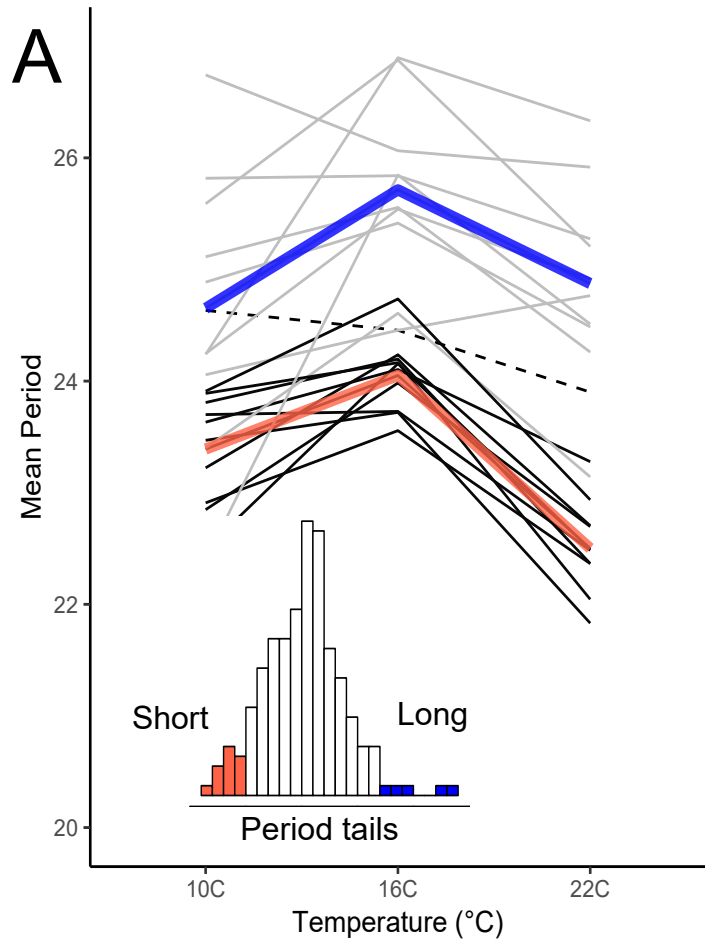 A
26
24
22
20
Mean Period
Short
Long
Period tails
10C
16C
22C
Temperature (°C)